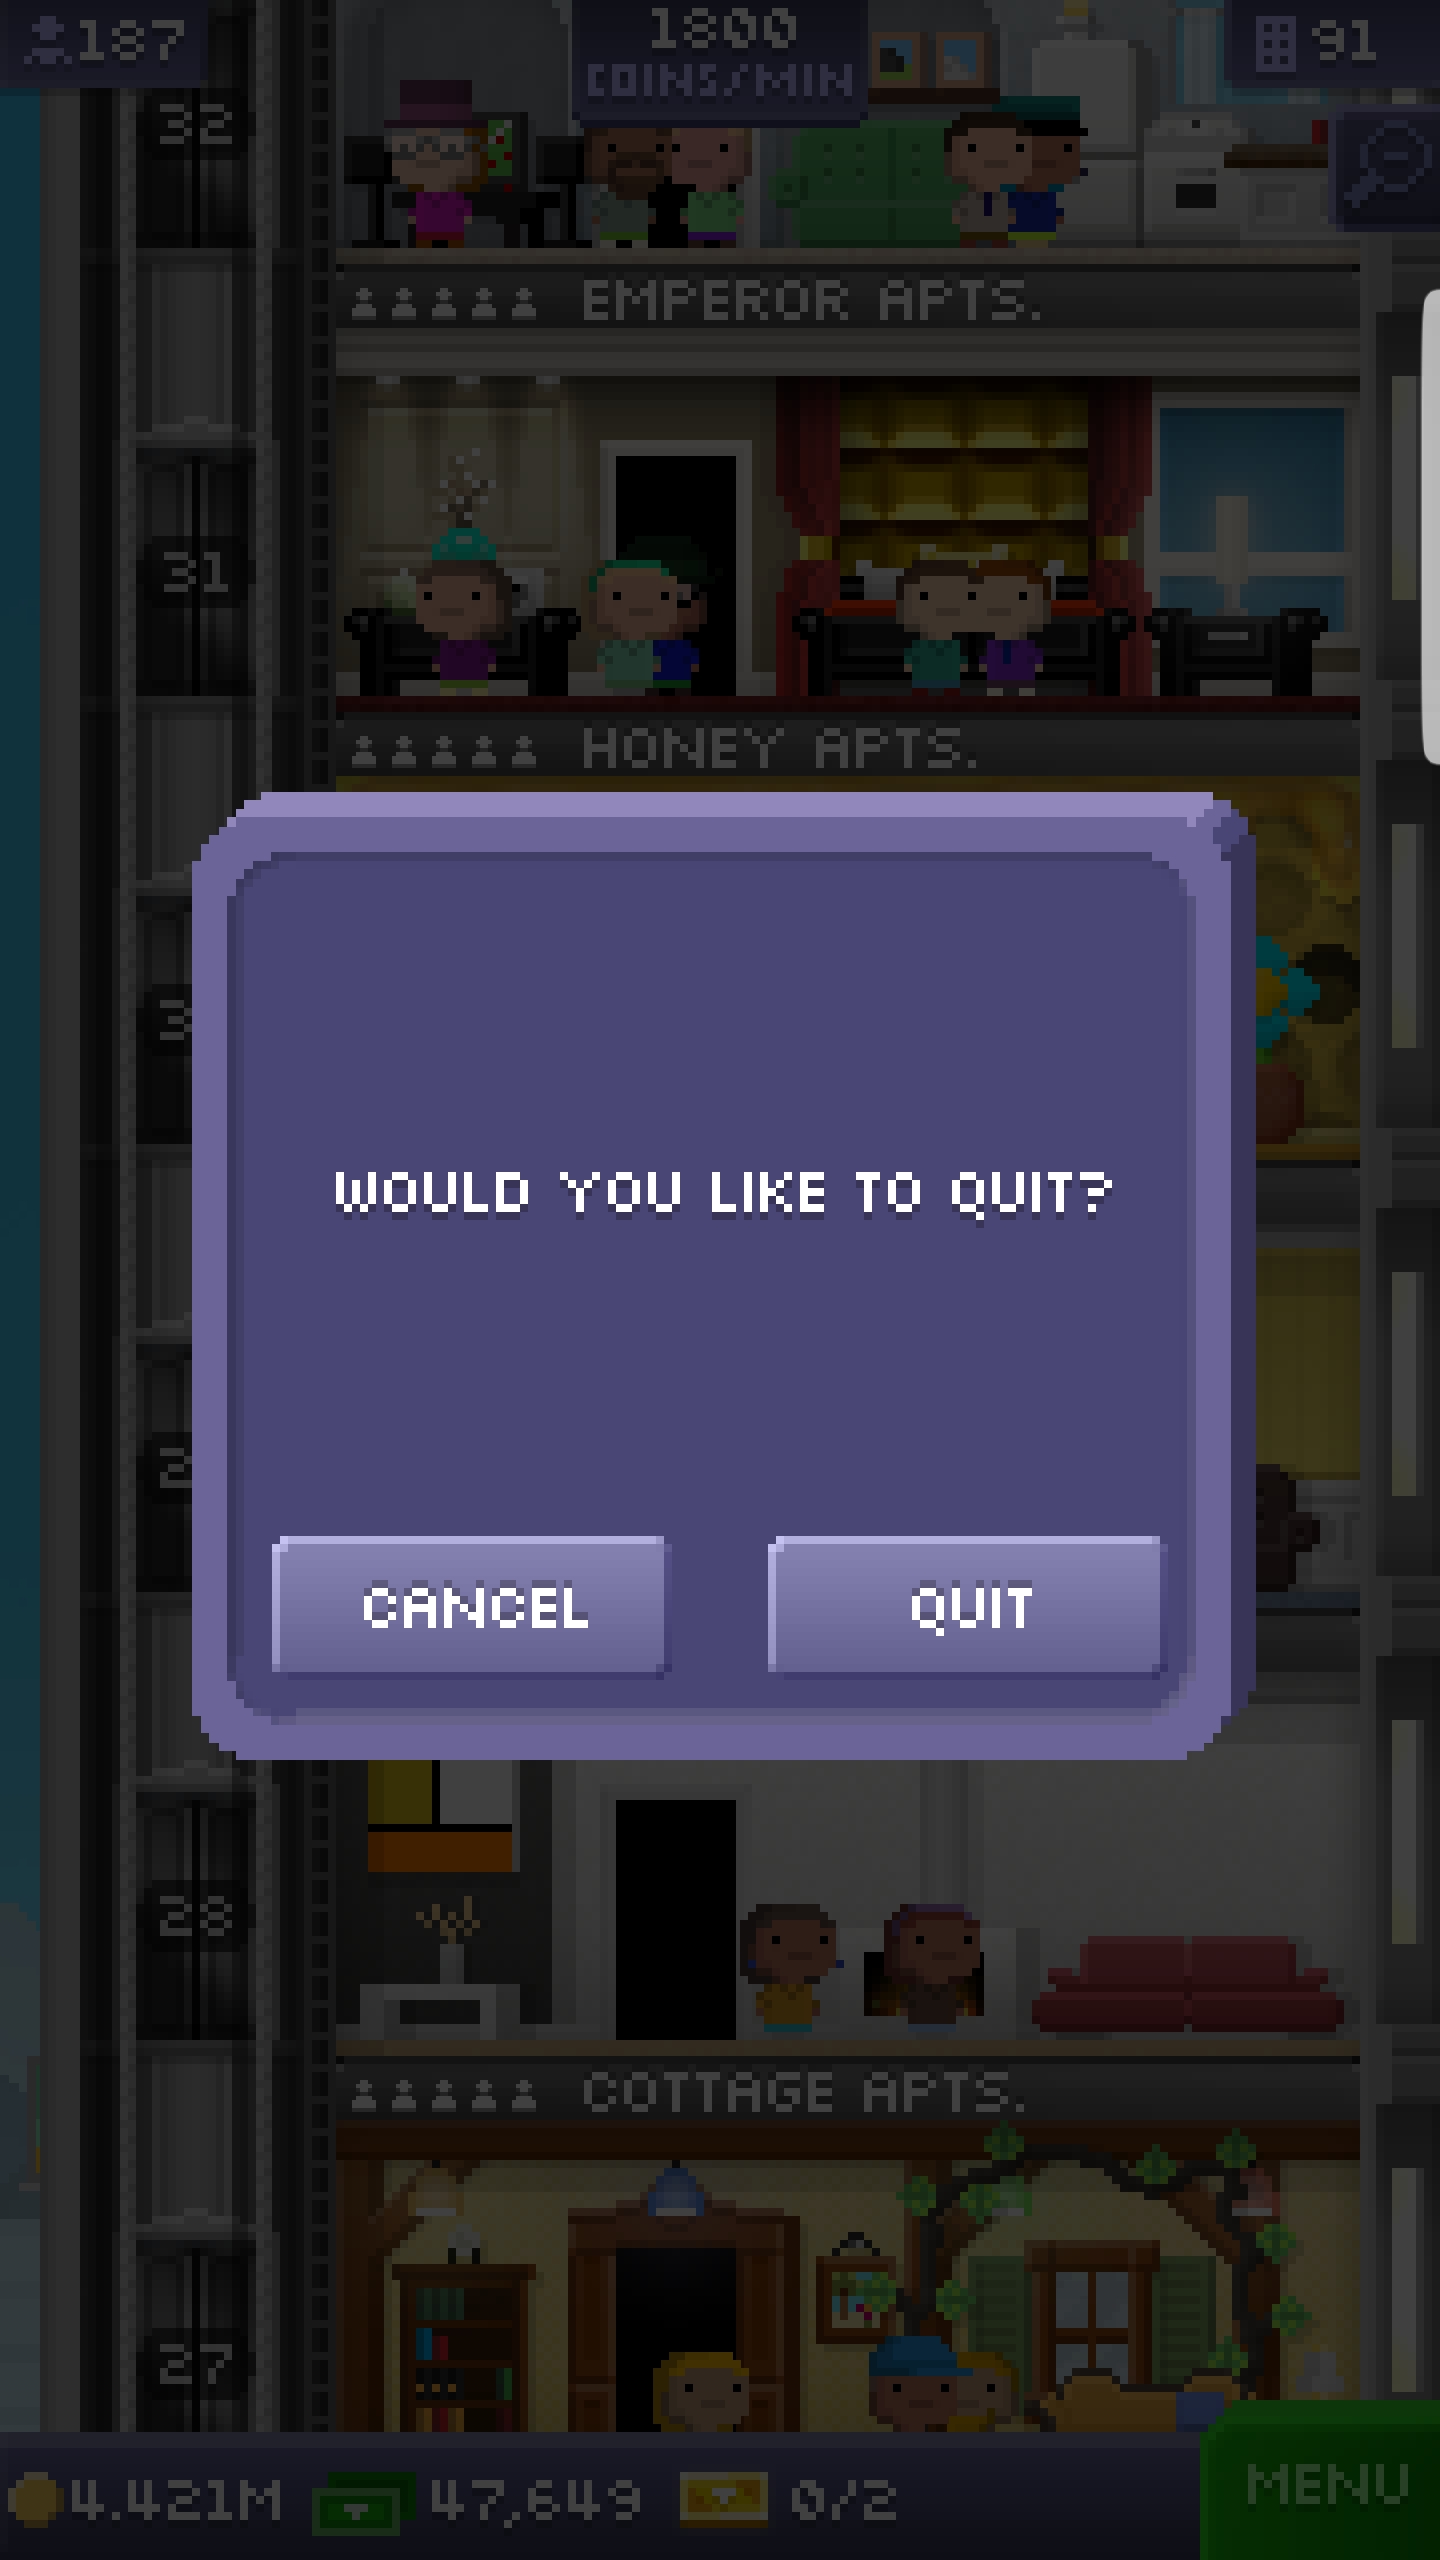 187
1800
COINS/MIN
91
32
EMPEROR APTS.
31
HONEY APTS.
WOULD YOU LIKE TO QUIT?
CANCEL
QUIT
28
COTTAGE APTS.
27
4.421M
47,649
0/2
MENU